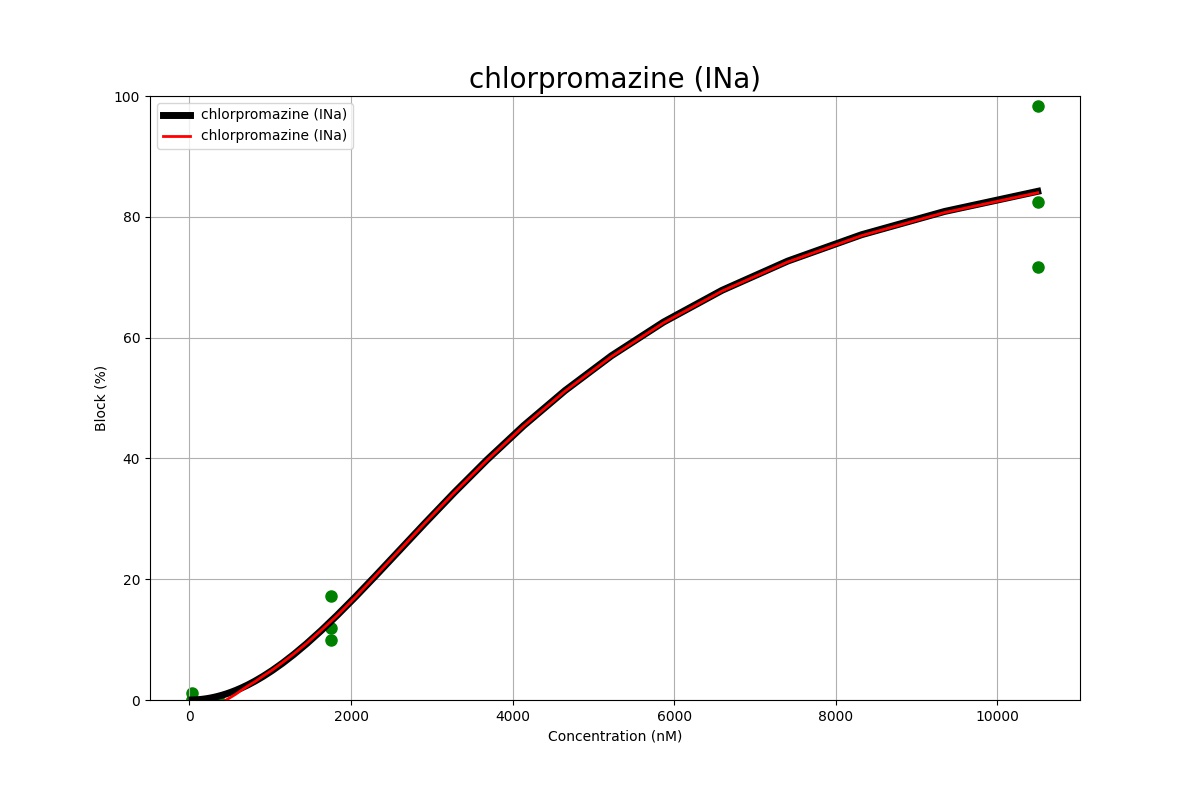 chlorpromazine (INa)
chlorpromazine (INa)
chlorpromazine (INa)
100
80
60
40
20
0
Block (%)
0 2000 4000 6000 8000 10000
Concentration (nM)